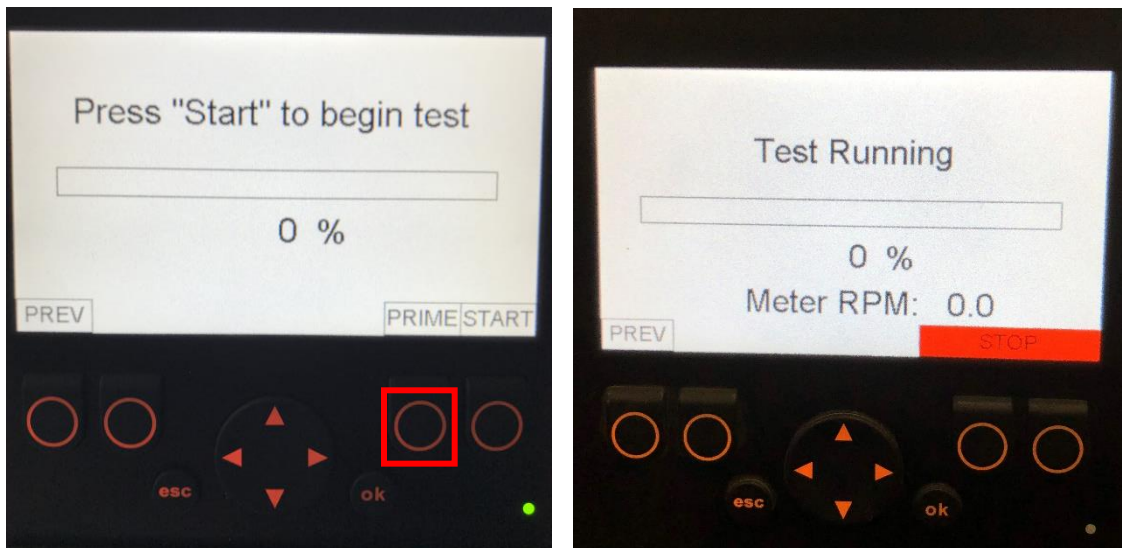 Press "Start" to begin test
0 %
PREV PRIME START
esc ok
Test Running
0 %
Meter RPM: 0.0
PREV STOP
esc ok